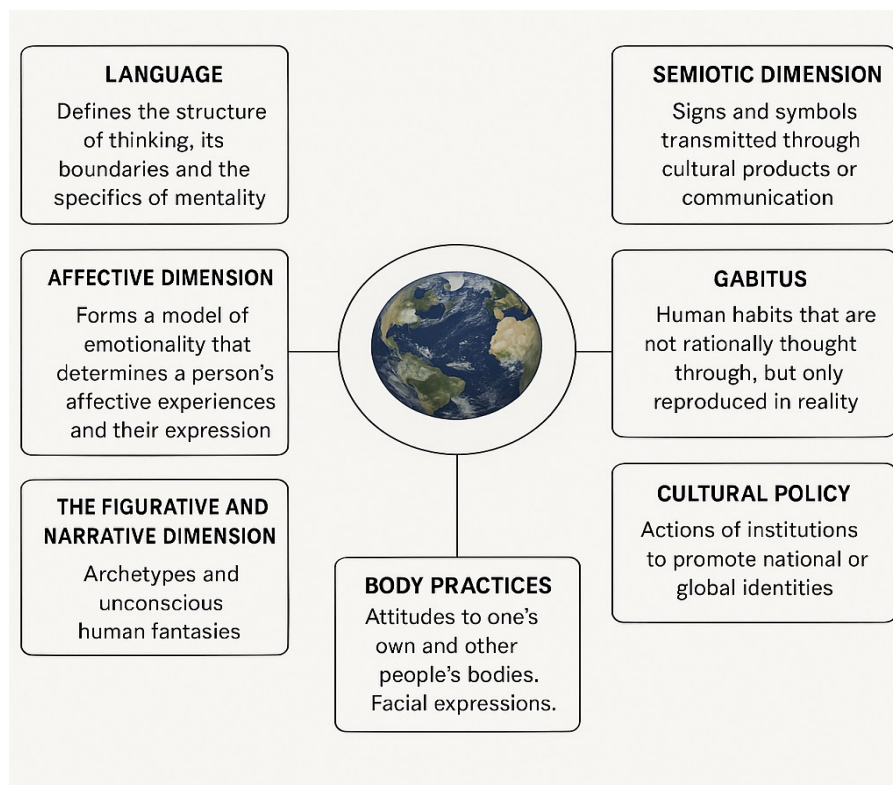 LANGUAGE
Defines the structure
of thinking, its
boundaries and the
specifics of mentality
AFFECTIVE DIMENSION
Forms a model of
emotionality that
determines a person's
affective experiences
and their expression
THE FIGURATIVE AND
NARRATIVE DIMENSION
Archetypes and
unconscious
human fantasies
BODY PRACTICES
Attitudes to one's
own and other
people's bodies.
Facial expressions.
SEMIOTIC DIMENSION
Signs and symbols
transmitted through
cultural products or
communication
GABITUS
Human habits that are
not rationally thought
through, but only
reproduced in reality
CULTURAL POLICY
Actions of institutions
to promote national or
global identities